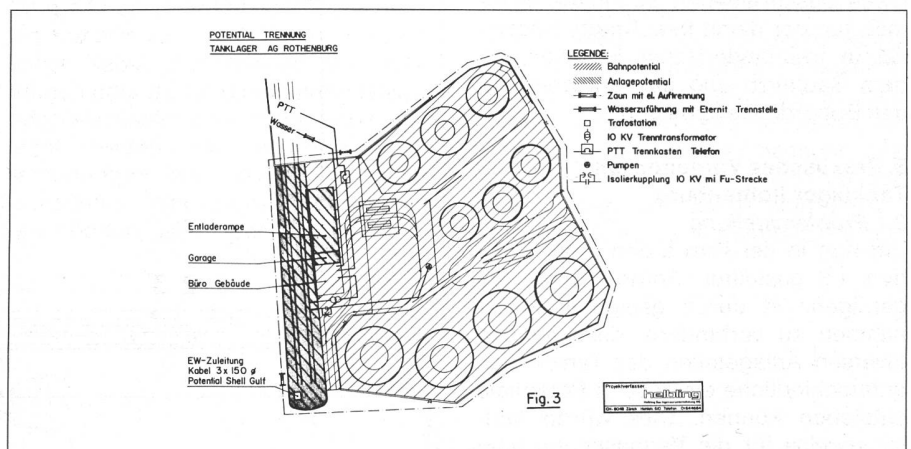 POTENTIAL TRENNUNG
TANKLAGER AG ROTHENBURG
PTT
Wasser
Entladerampe
Garage
Büro Gebäude
EW-Zuleitung
Kabel 3x150 ø
Potential Shell Gulf
LEGENDE:
Bahnpotential
Anlagepotential
Zaun mit el. Auftrennung
Wasserzuführung mit Eternit Trennstelle
Trafostation
10 KV Trenntransformator
PTT Trennkasten Telefon
Pumpen
Isolierkupplung 10 KV mi Fu-Strecke
Fig. 3
Projektverfasser
helbling